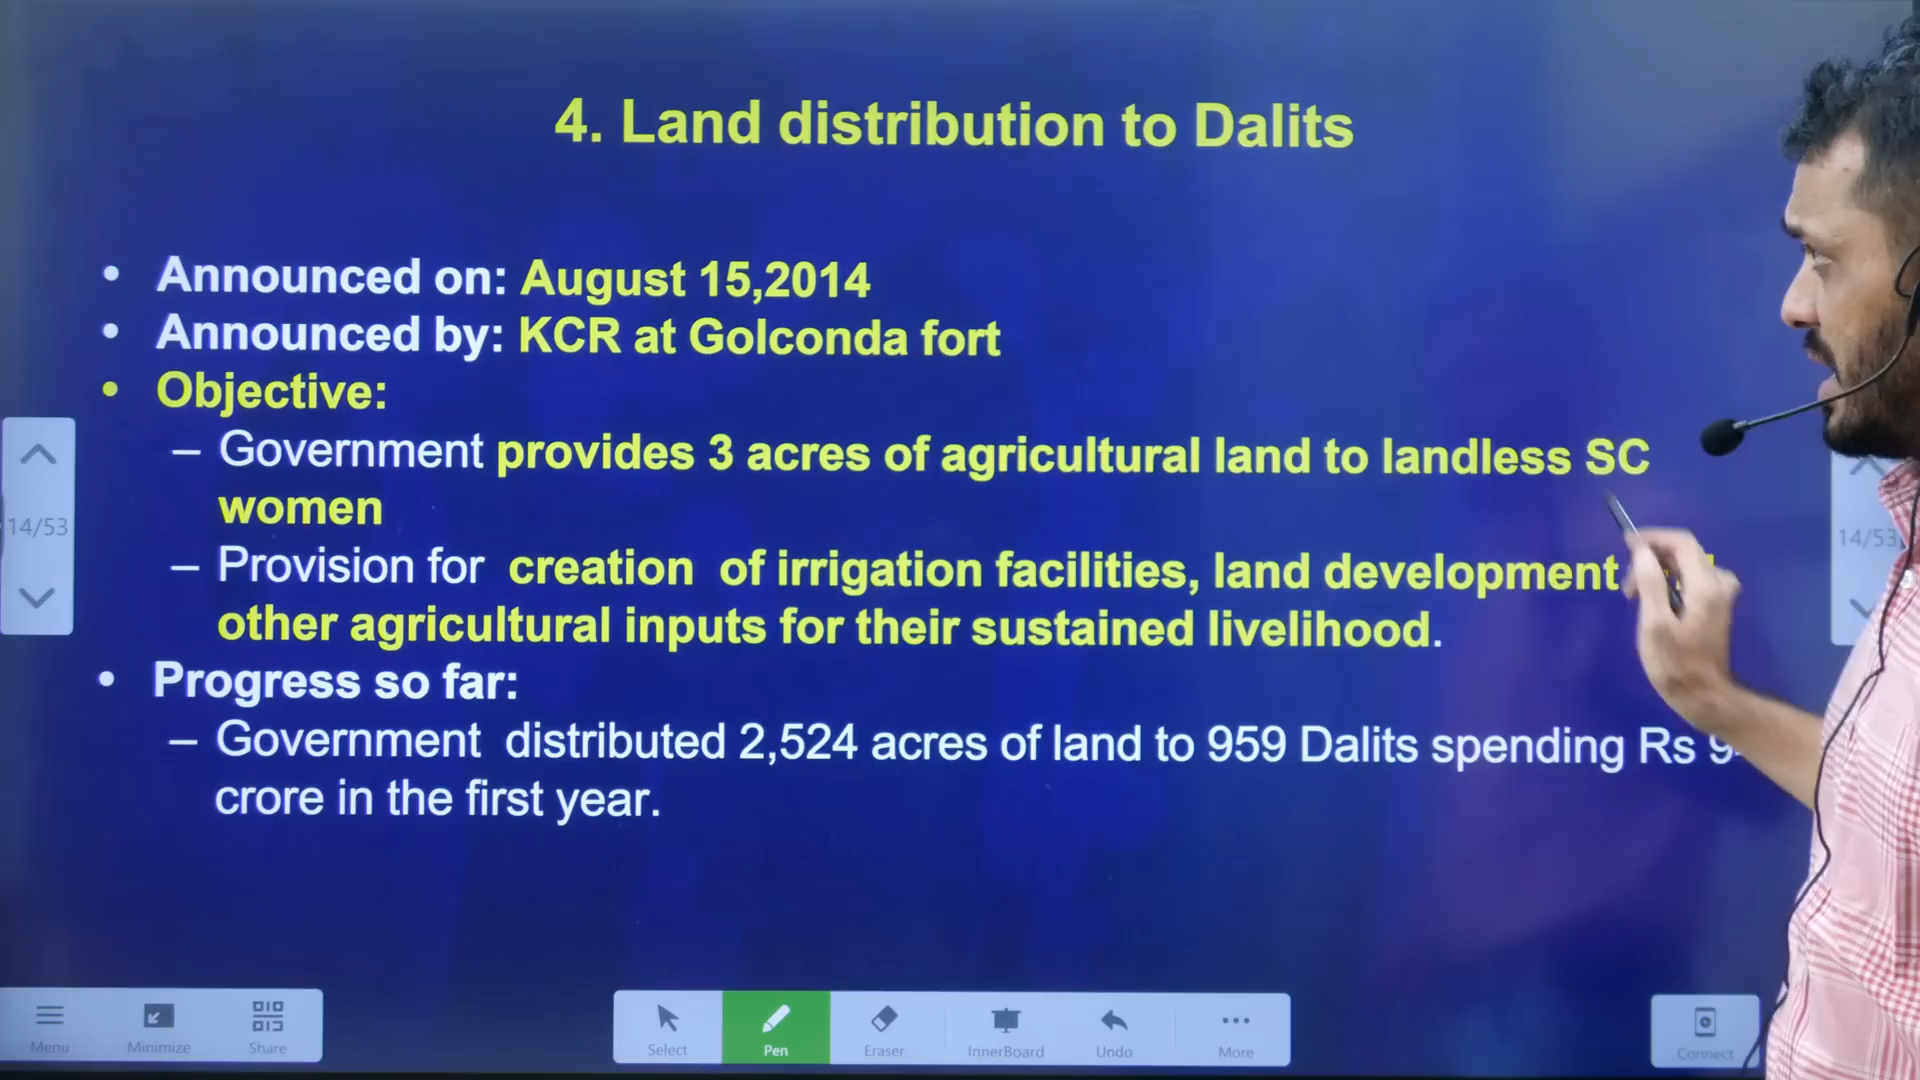 4. Land distribution to Dalits
• Announced on: August 15,2014
• Announced by: KCR at Golconda fort
• Objective:
– Government provides 3 acres of agricultural land to landless SC
women
– Provision for creation of irrigation facilities, land development
other agricultural inputs for their sustained livelihood.
• Progress so far:
– Government distributed 2,524 acres of land to 959 Dalits spending Rs
crore in the first year.
14/53
14/53
Menu Minimize Share
Select Pen Eraser InnerBoard Undo More
Connect